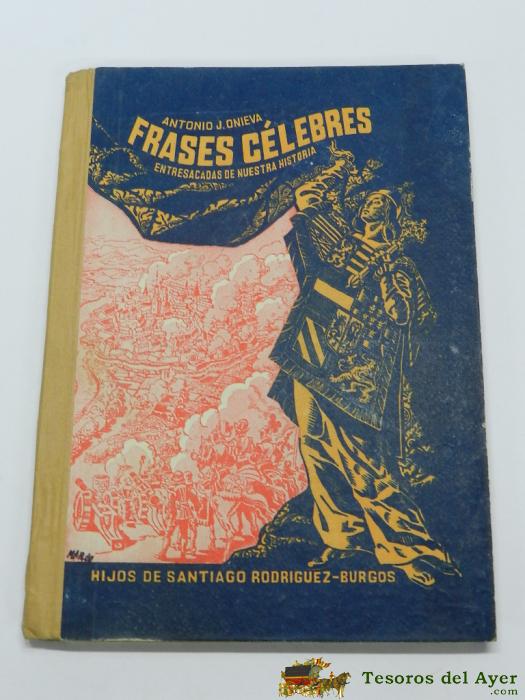 ANTONIO J. ONIEVA
FRASES CÉLEBRES
ENTRESACADAS DE NUESTRA HISTORIA
HIJOS DE SANTIAGO RODRIGUEZ-BURGOS
Tesoros del Ayer
.com